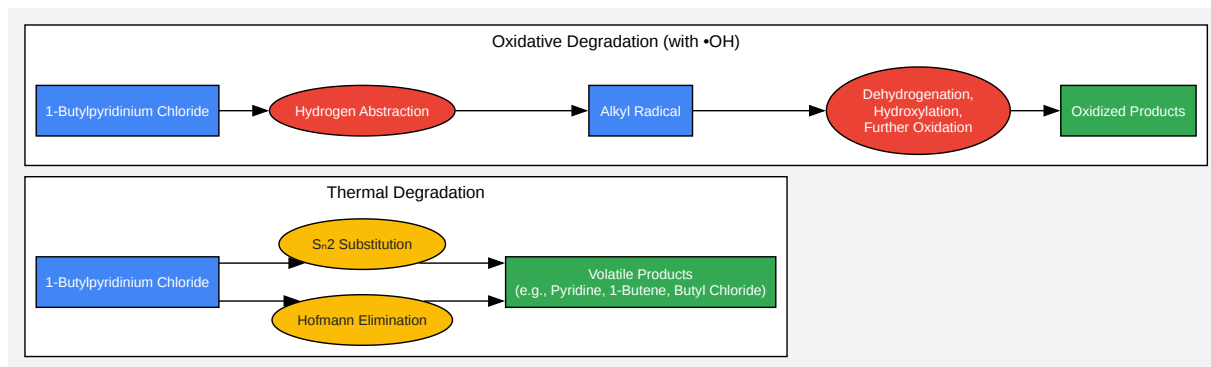 Oxidative Degradation (with •OH)
1-Butylpyridinium Chloride
Hydrogen Abstraction
Alkyl Radical
Dehydrogenation,
Hydroxylation,
Further Oxidation
Oxidized Products
Thermal Degradation
1-Butylpyridinium Chloride
Sₙ2 Substitution
Hofmann Elimination
Volatile Products
(e.g., Pyridine, 1-Butene, Butyl Chloride)